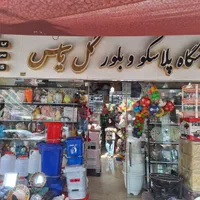 گاه پلاسکو و بلور گل یاس